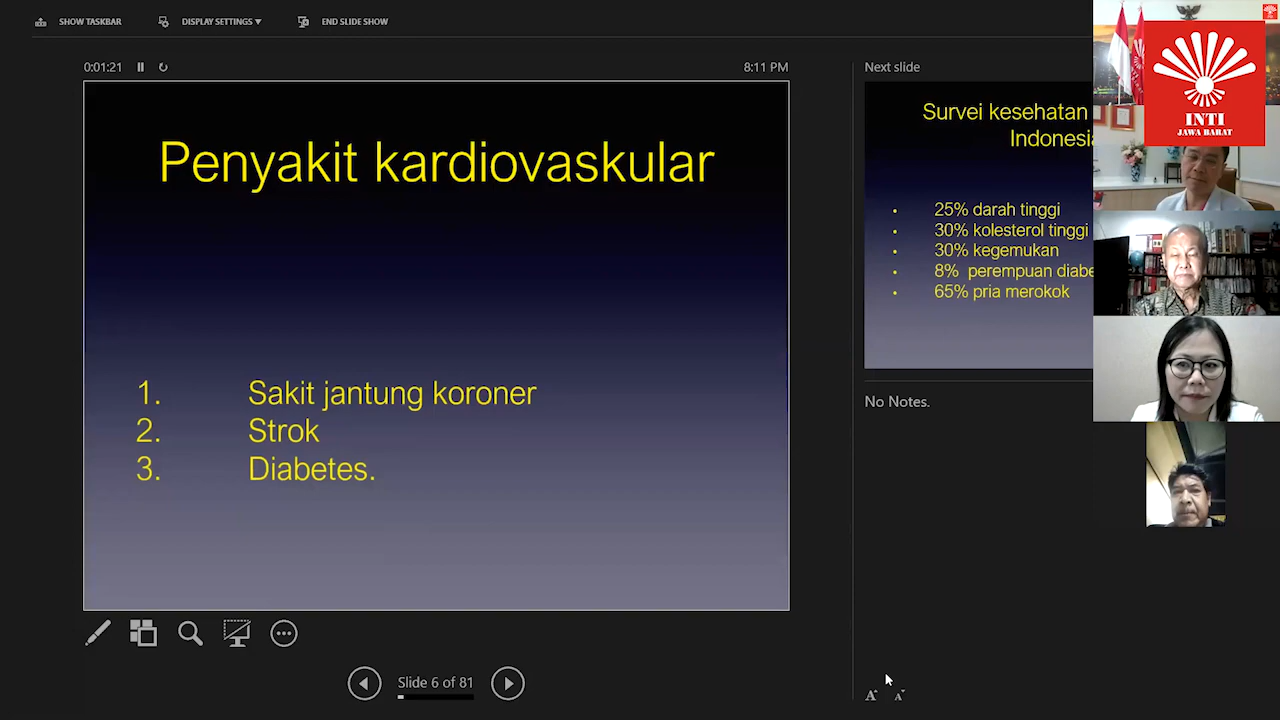 SHOW TASKBAR
DISPLAY SETTINGS
END SLIDE SHOW
0:01:21
8:11 PM
Penyakit kardiovaskular
1. Sakit jantung koroner
2. Strok
3. Diabetes.
Slide 6 of 81
Next slide
Survei kesehatan
Indonesia
• 25% darah tinggi
• 30% kolesterol tinggi
• 30% kegemukan
• 8% perempuan diabe
• 65% pria merokok
No Notes.
A A
INTI
JAWA BARAT